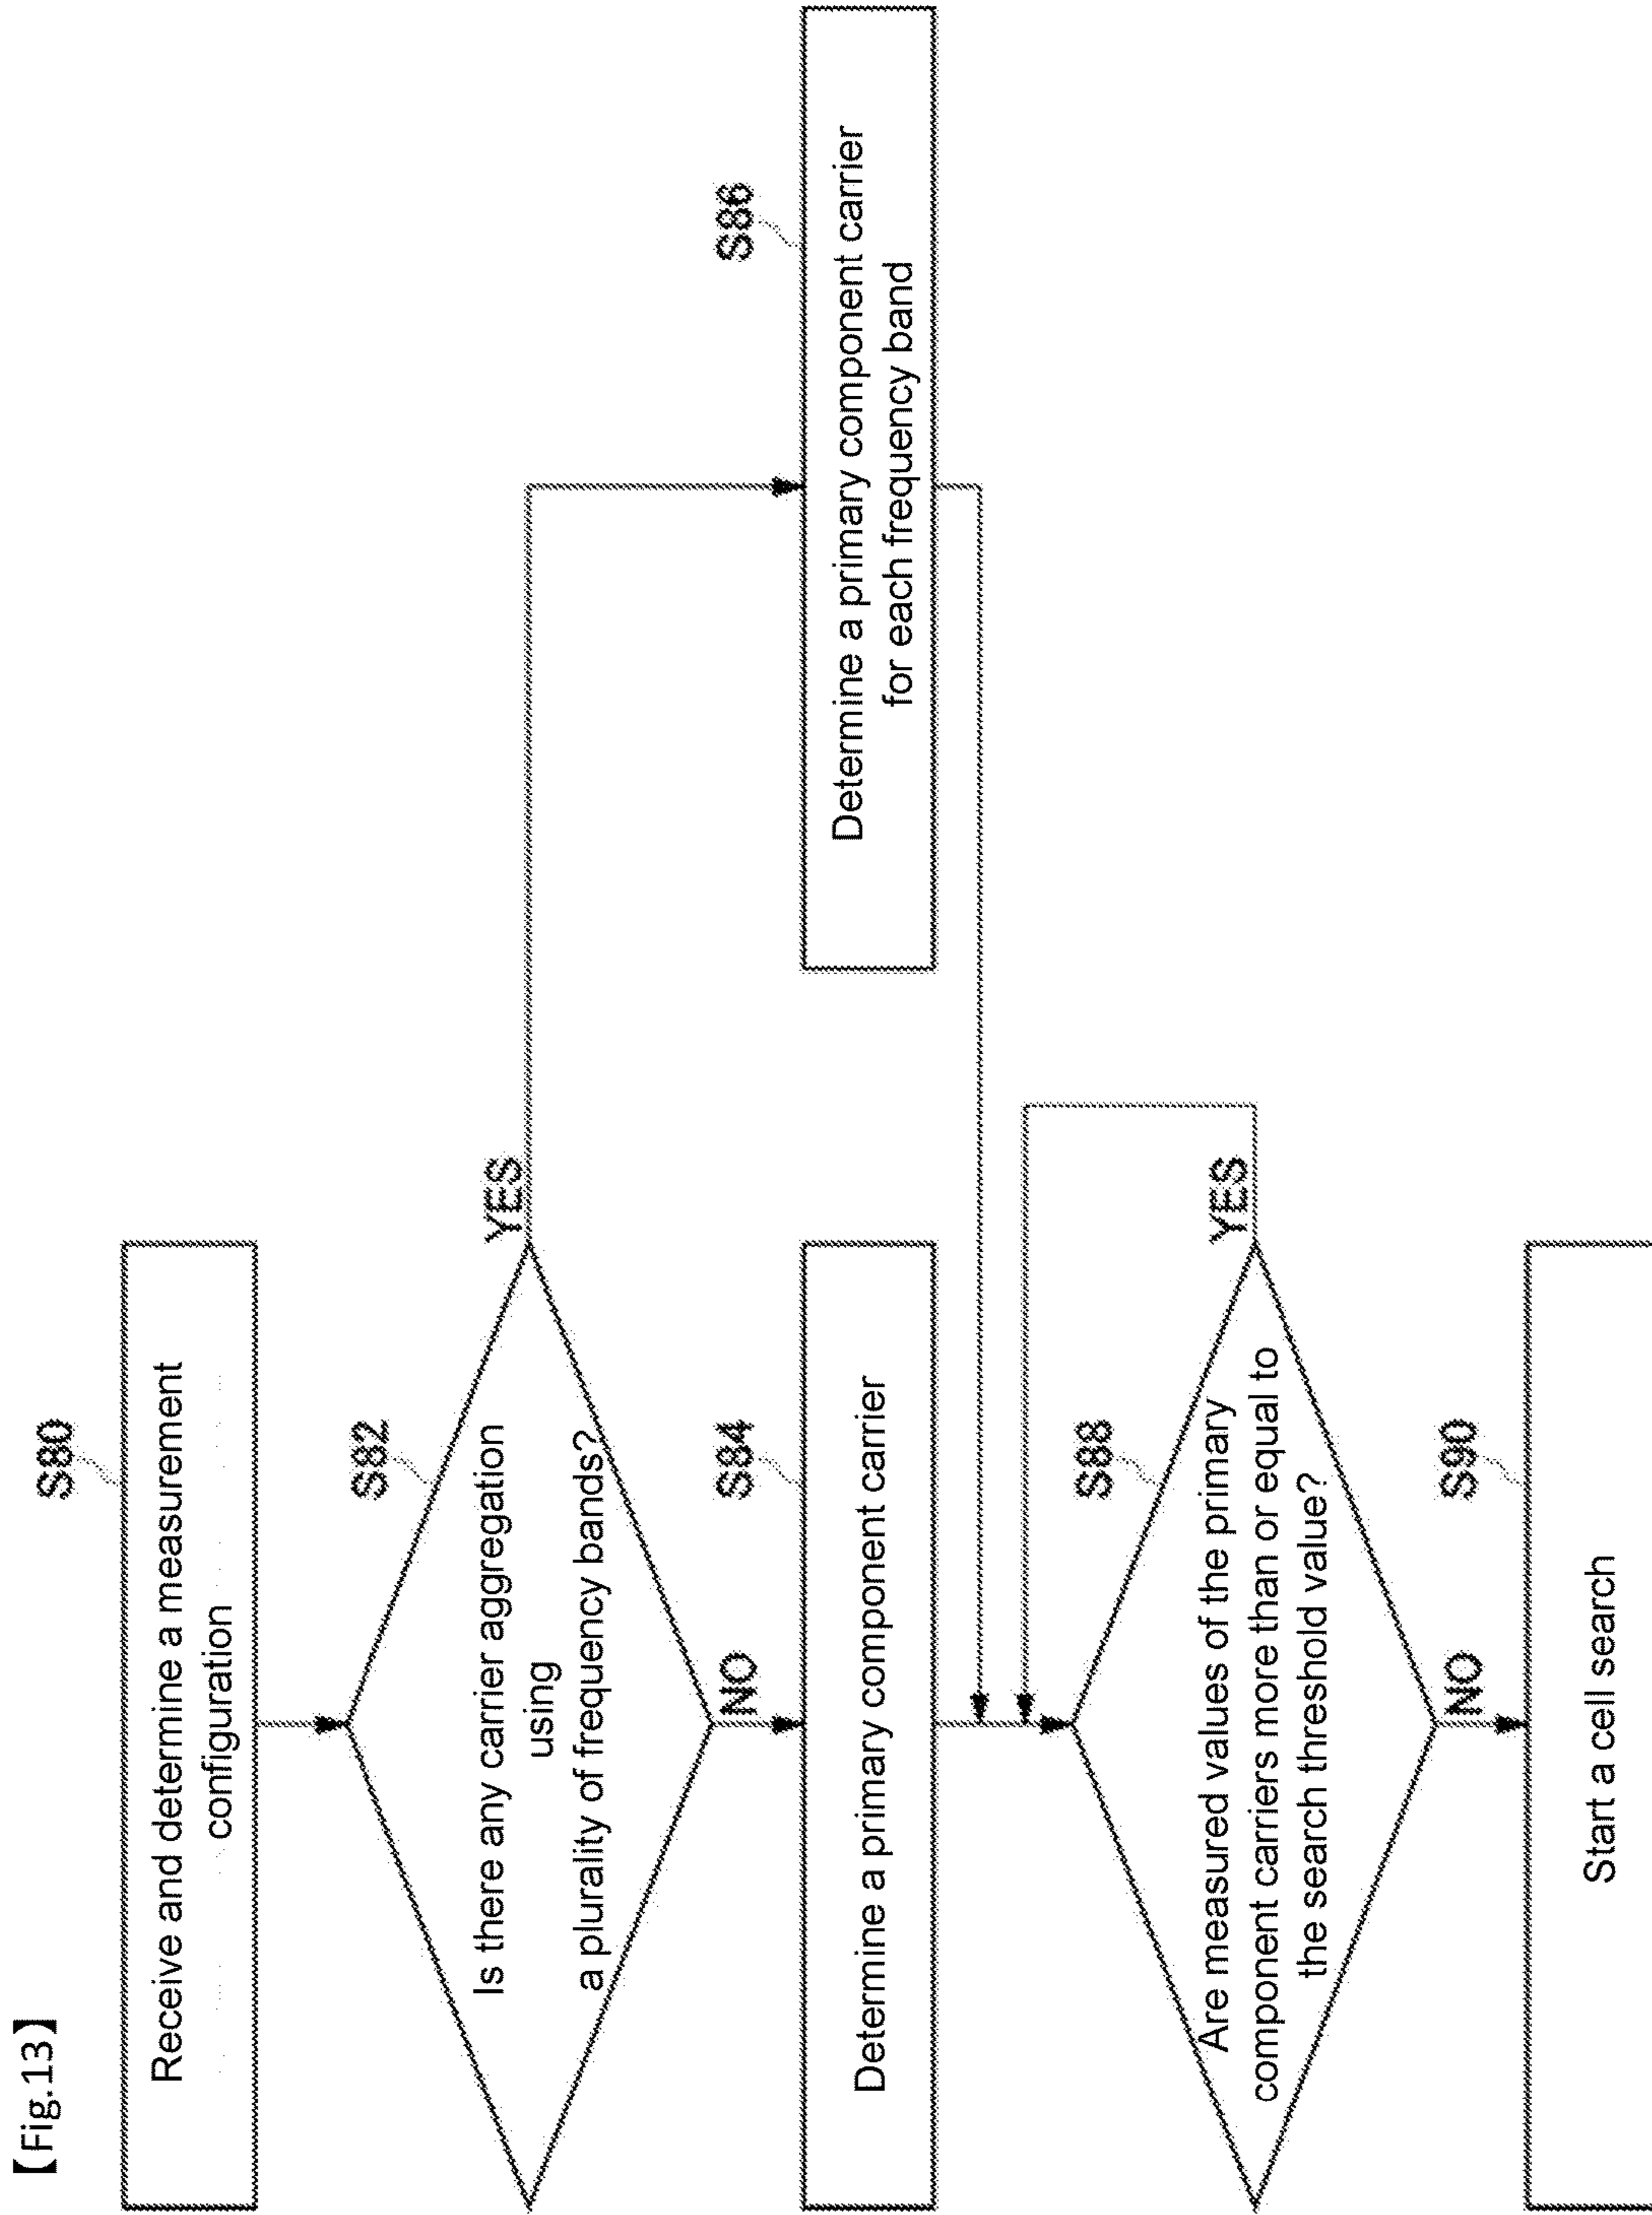 【Fig.13】
S80
Receive and determine a measurement
configuration
S82
Is there any carrier aggregation
using
a plurality of frequency bands?
YES
NO
S84
Determine a primary component carrier
S86
Determine a primary component carrier
for each frequency band
S88
Are measured values of the primary
component carriers more than or equal to
the search threshold value?
YES
NO
S90
Start a cell search